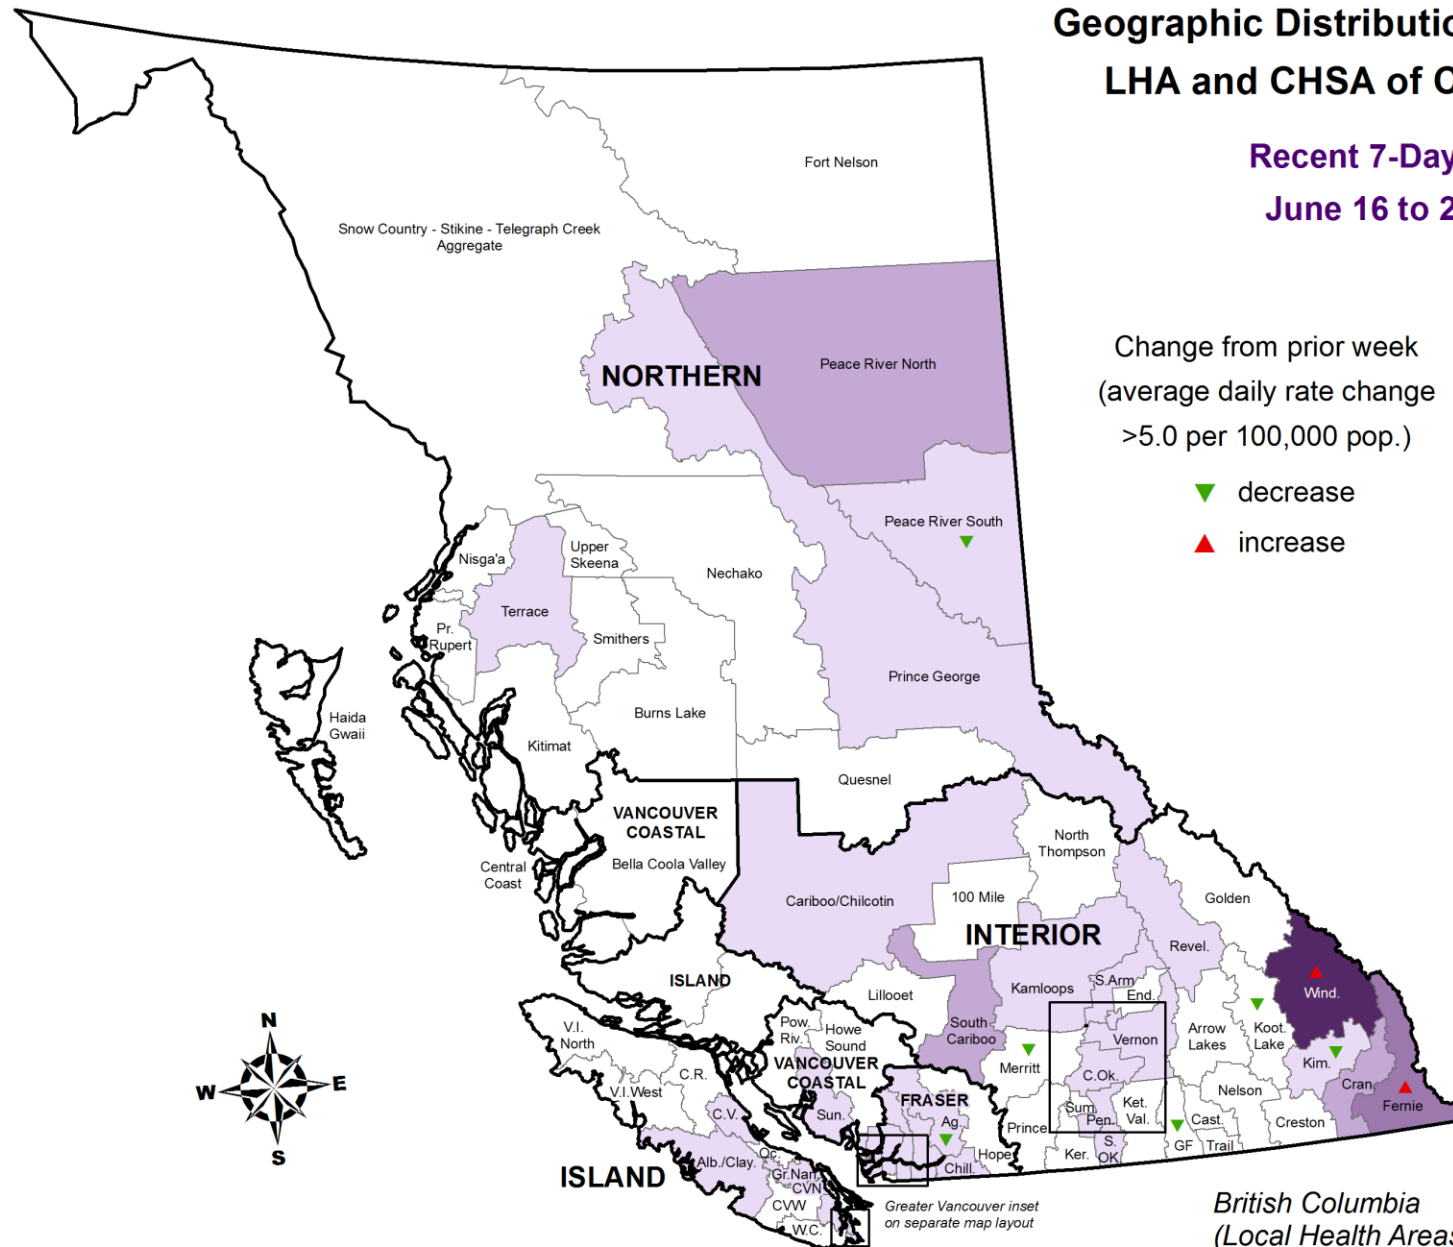 Geographic Distributio
LHA and CHSA of C
Recent 7-Day
June 16 to 2
Fort Nelson
Snow Country - Stikine - Telegraph Creek
Aggregate
Change from prior week
(average daily rate change
>5.0 per 100,000 pop.)
decrease
increase
Peace River North
NORTHERN
Peace River South
Nisga'a
Upper
Skeena
Nechako
Terrace
Pr.
Rupert
Smithers
Prince George
Haida
Gwaii
Burns Lake
Kitimat
Quesnel
VANCOUVER
COASTAL
North
Thompson
Central
Coast
Bella Coola Valley
Cariboo/Chilcotin
100 Mile
Golden
INTERIOR
Revel.
ISLAND
Kamloops
S.Arm
End.
Wind.
Lillooet
V.I.
North
Pow.
Riv.
Howe
Sound
South
Cariboo
Vernon
Arrow
Lakes
Koot.
Lake
Merritt
VANCOUVER
COASTAL
C.R.
V.I.West
C.Ok.
Kim.
Cran.
Nelson
Fernie
FRASER
C.V.
Sun.
Ag.
Prince
Sum.
Pen.
Ket.
Val.
Cast.
Creston
Alb./Clay.
Oc.
Gr.Nan.
CVN
Chill.
Hope
Ker.
S.
OK
GF
Trail
ISLAND
CVW
W.C.
N
W
E
S
Greater Vancouver inset
on separate map layout
British Columbia
(Local Health Areas